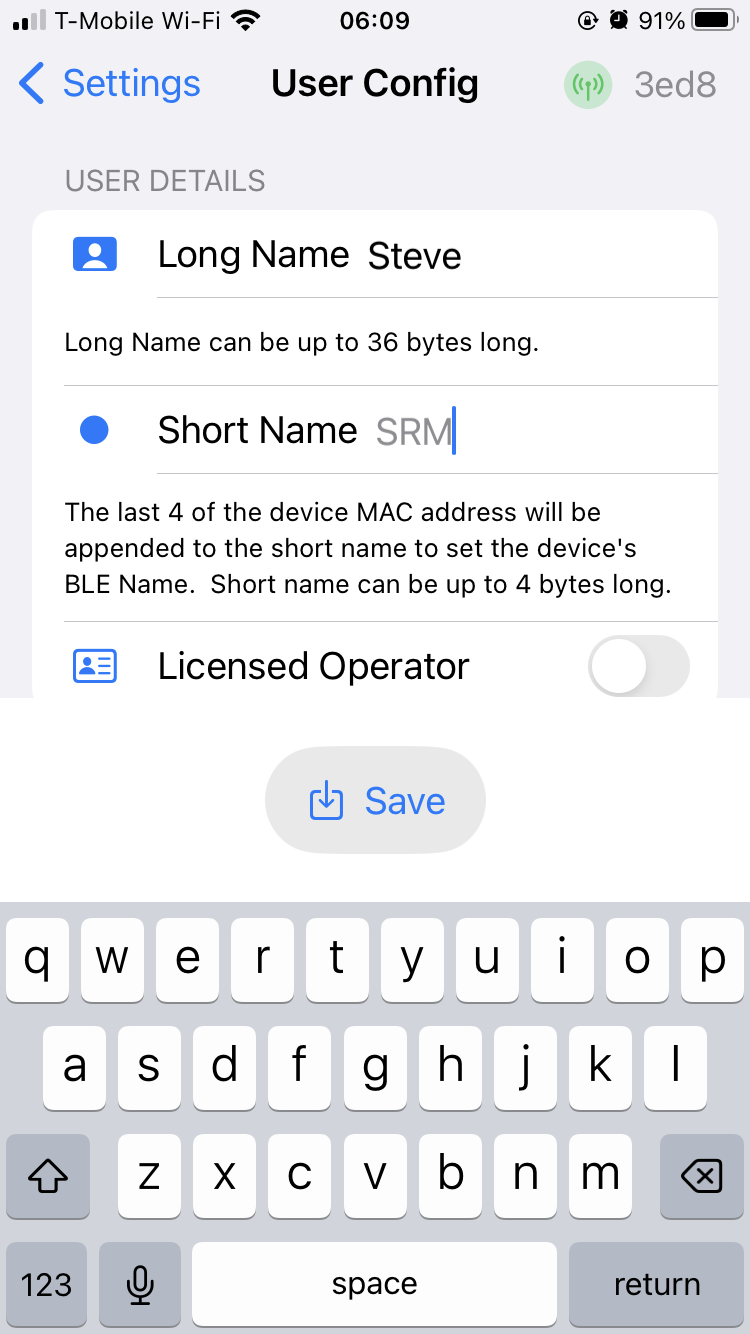 T-Mobile Wi-Fi 06:09 91%
Settings User Config 3ed8
USER DETAILS
Long Name Steve
Long Name can be up to 36 bytes long.
Short Name SRM
The last 4 of the device MAC address will be
appended to the short name to set the device's
BLE Name.  Short name can be up to 4 bytes long.
Licensed Operator
Save
q w e r t y u i o p
a s d f g h j k l
z x c v b n m
123 space return